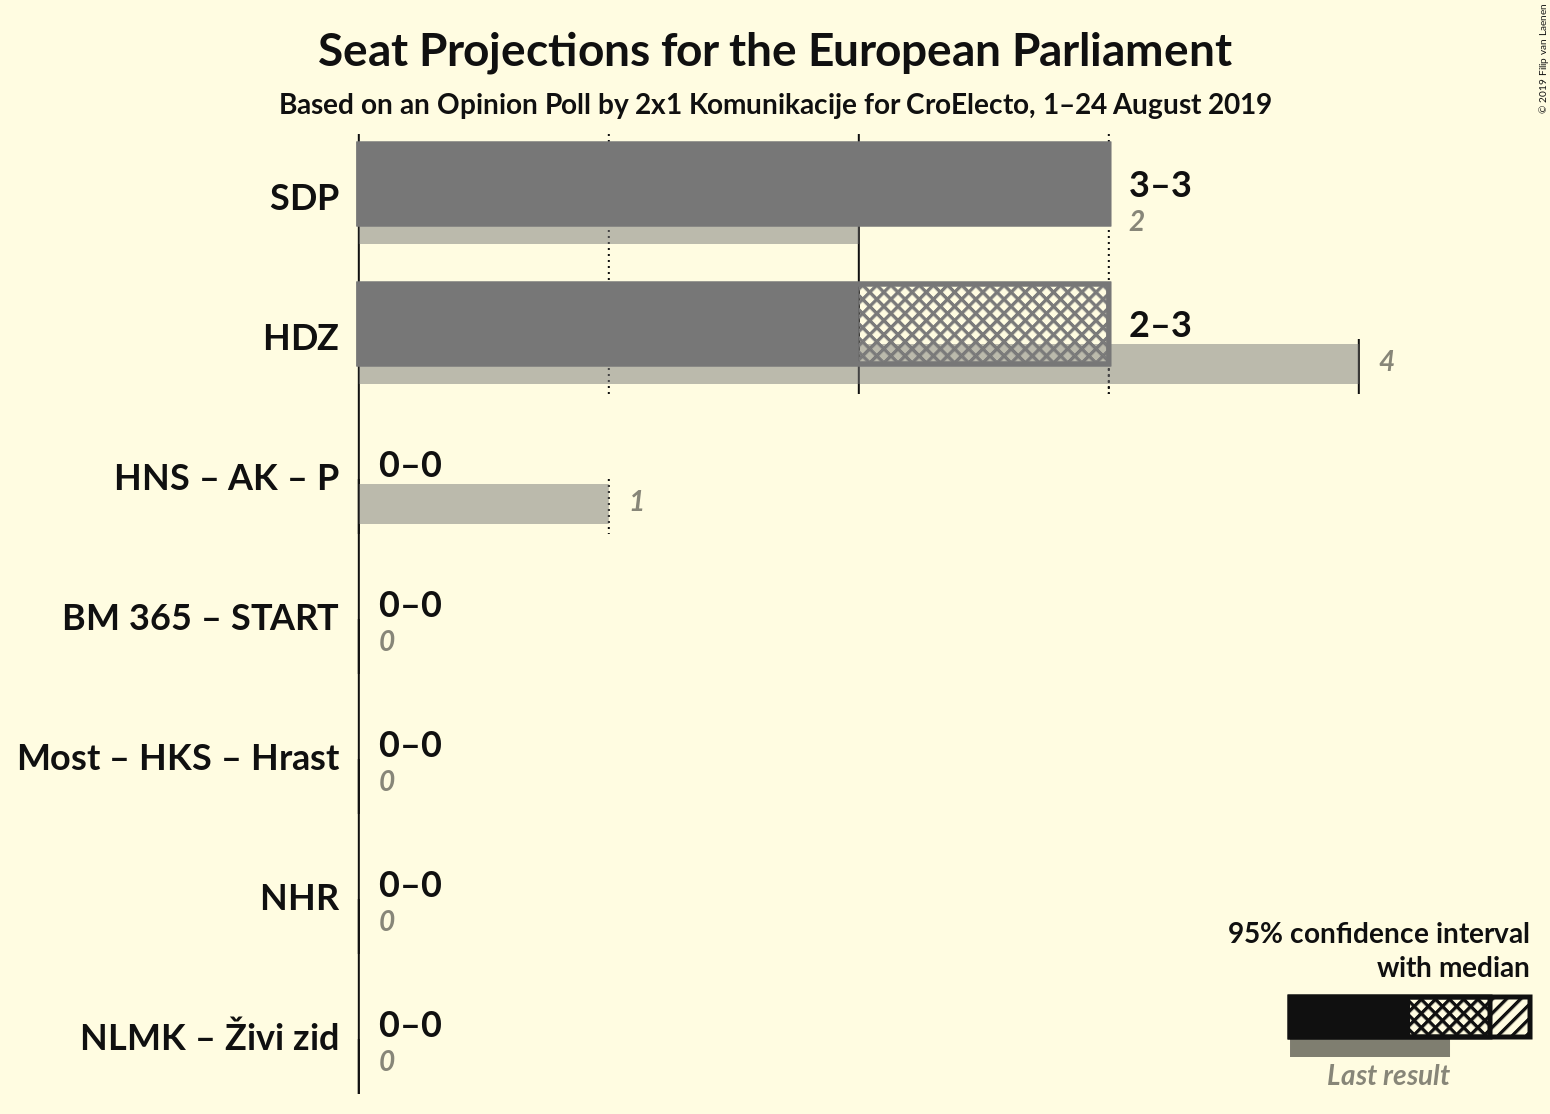 Seat Projections for the European Parliament
Based on an Opinion Poll by 2x1 Komunikacije for CroElecto, 1–24 August 2019
© 2019 Filip van Laenen
SDP
3–3
2
HDZ
2–3
4
HNS – AK – P
0–0
1
BM 365 – START
0–0
0
Most – HKS – Hrast
0–0
0
NHR
0–0
0
NLMK – Živi zid
0–0
0
95% confidence interval
with median
Last result